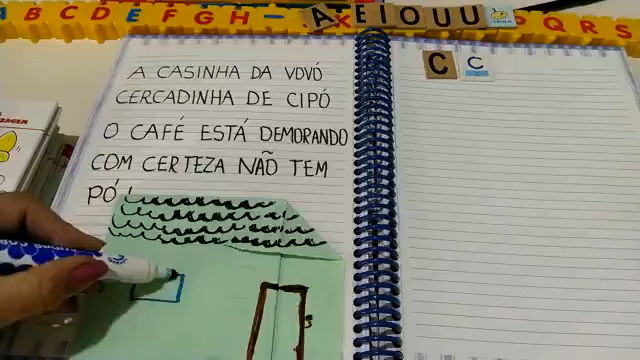 A B C D E F G H
A E I O U U
P Q R S
C C
A CASINHA DA VOVÓ
CERCADINHA DE CIPÓ
O CAFÉ ESTÁ DEMORANDO
COM CERTEZA NÃO TEM
PÓ!